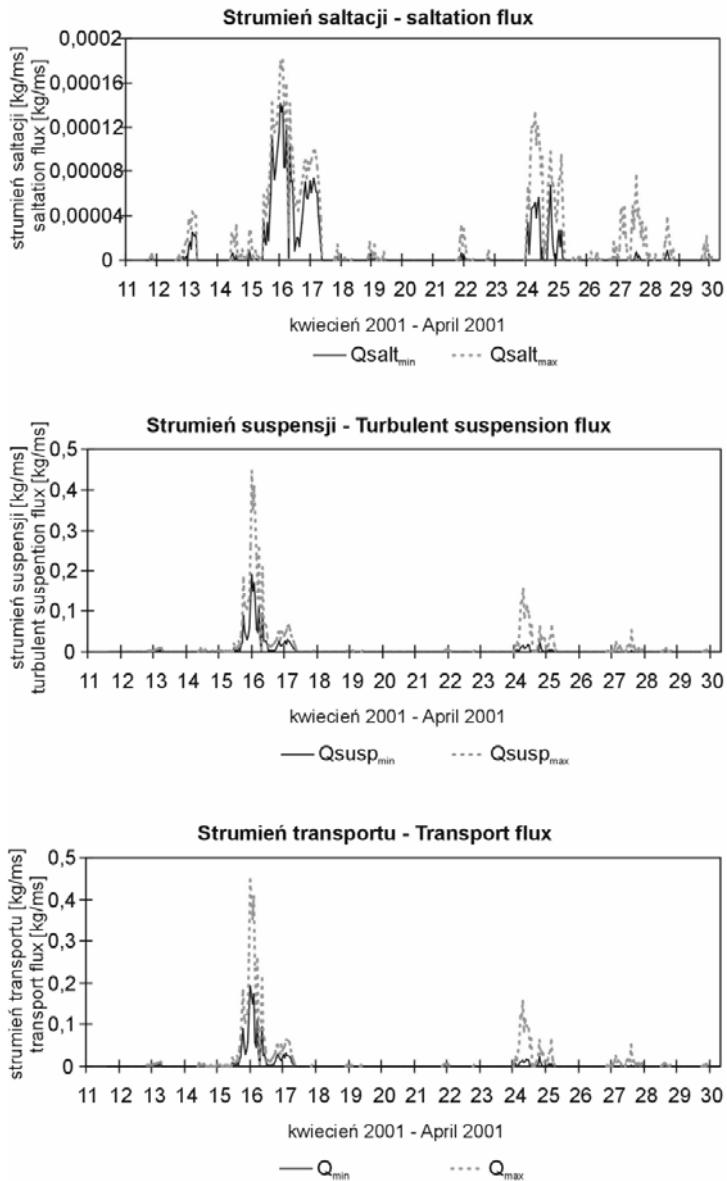 Strumień saltacji - saltation flux
strumień saltacji [kg/ms]
saltation flux [kg/ms]
0,0002
0,00016
0,00012
0,00008
0,00004
0
11 12 13 14 15 16 17 18 19 20 21 22 23 24 25 26 27 28 29 30
kwiecień 2001 - April 2001
Qsaltmin Qsaltmax
Strumień suspensji - Turbulent suspension flux
strumień suspensji [kg/ms]
turbulent suspention flux [kg/ms]
0,5
0,4
0,3
0,2
0,1
0
11 12 13 14 15 16 17 18 19 20 21 22 23 24 25 26 27 28 29 30
kwiecień 2001 - April 2001
Qsuspmin Qsuspmax
Strumień transportu - Transport flux
strumień transportu [kg/ms]
transport flux [kg/ms]
0,5
0,4
0,3
0,2
0,1
0
11 12 13 14 15 16 17 18 19 20 21 22 23 24 25 26 27 28 29 30
kwiecień 2001 - April 2001
Qmin Qmax